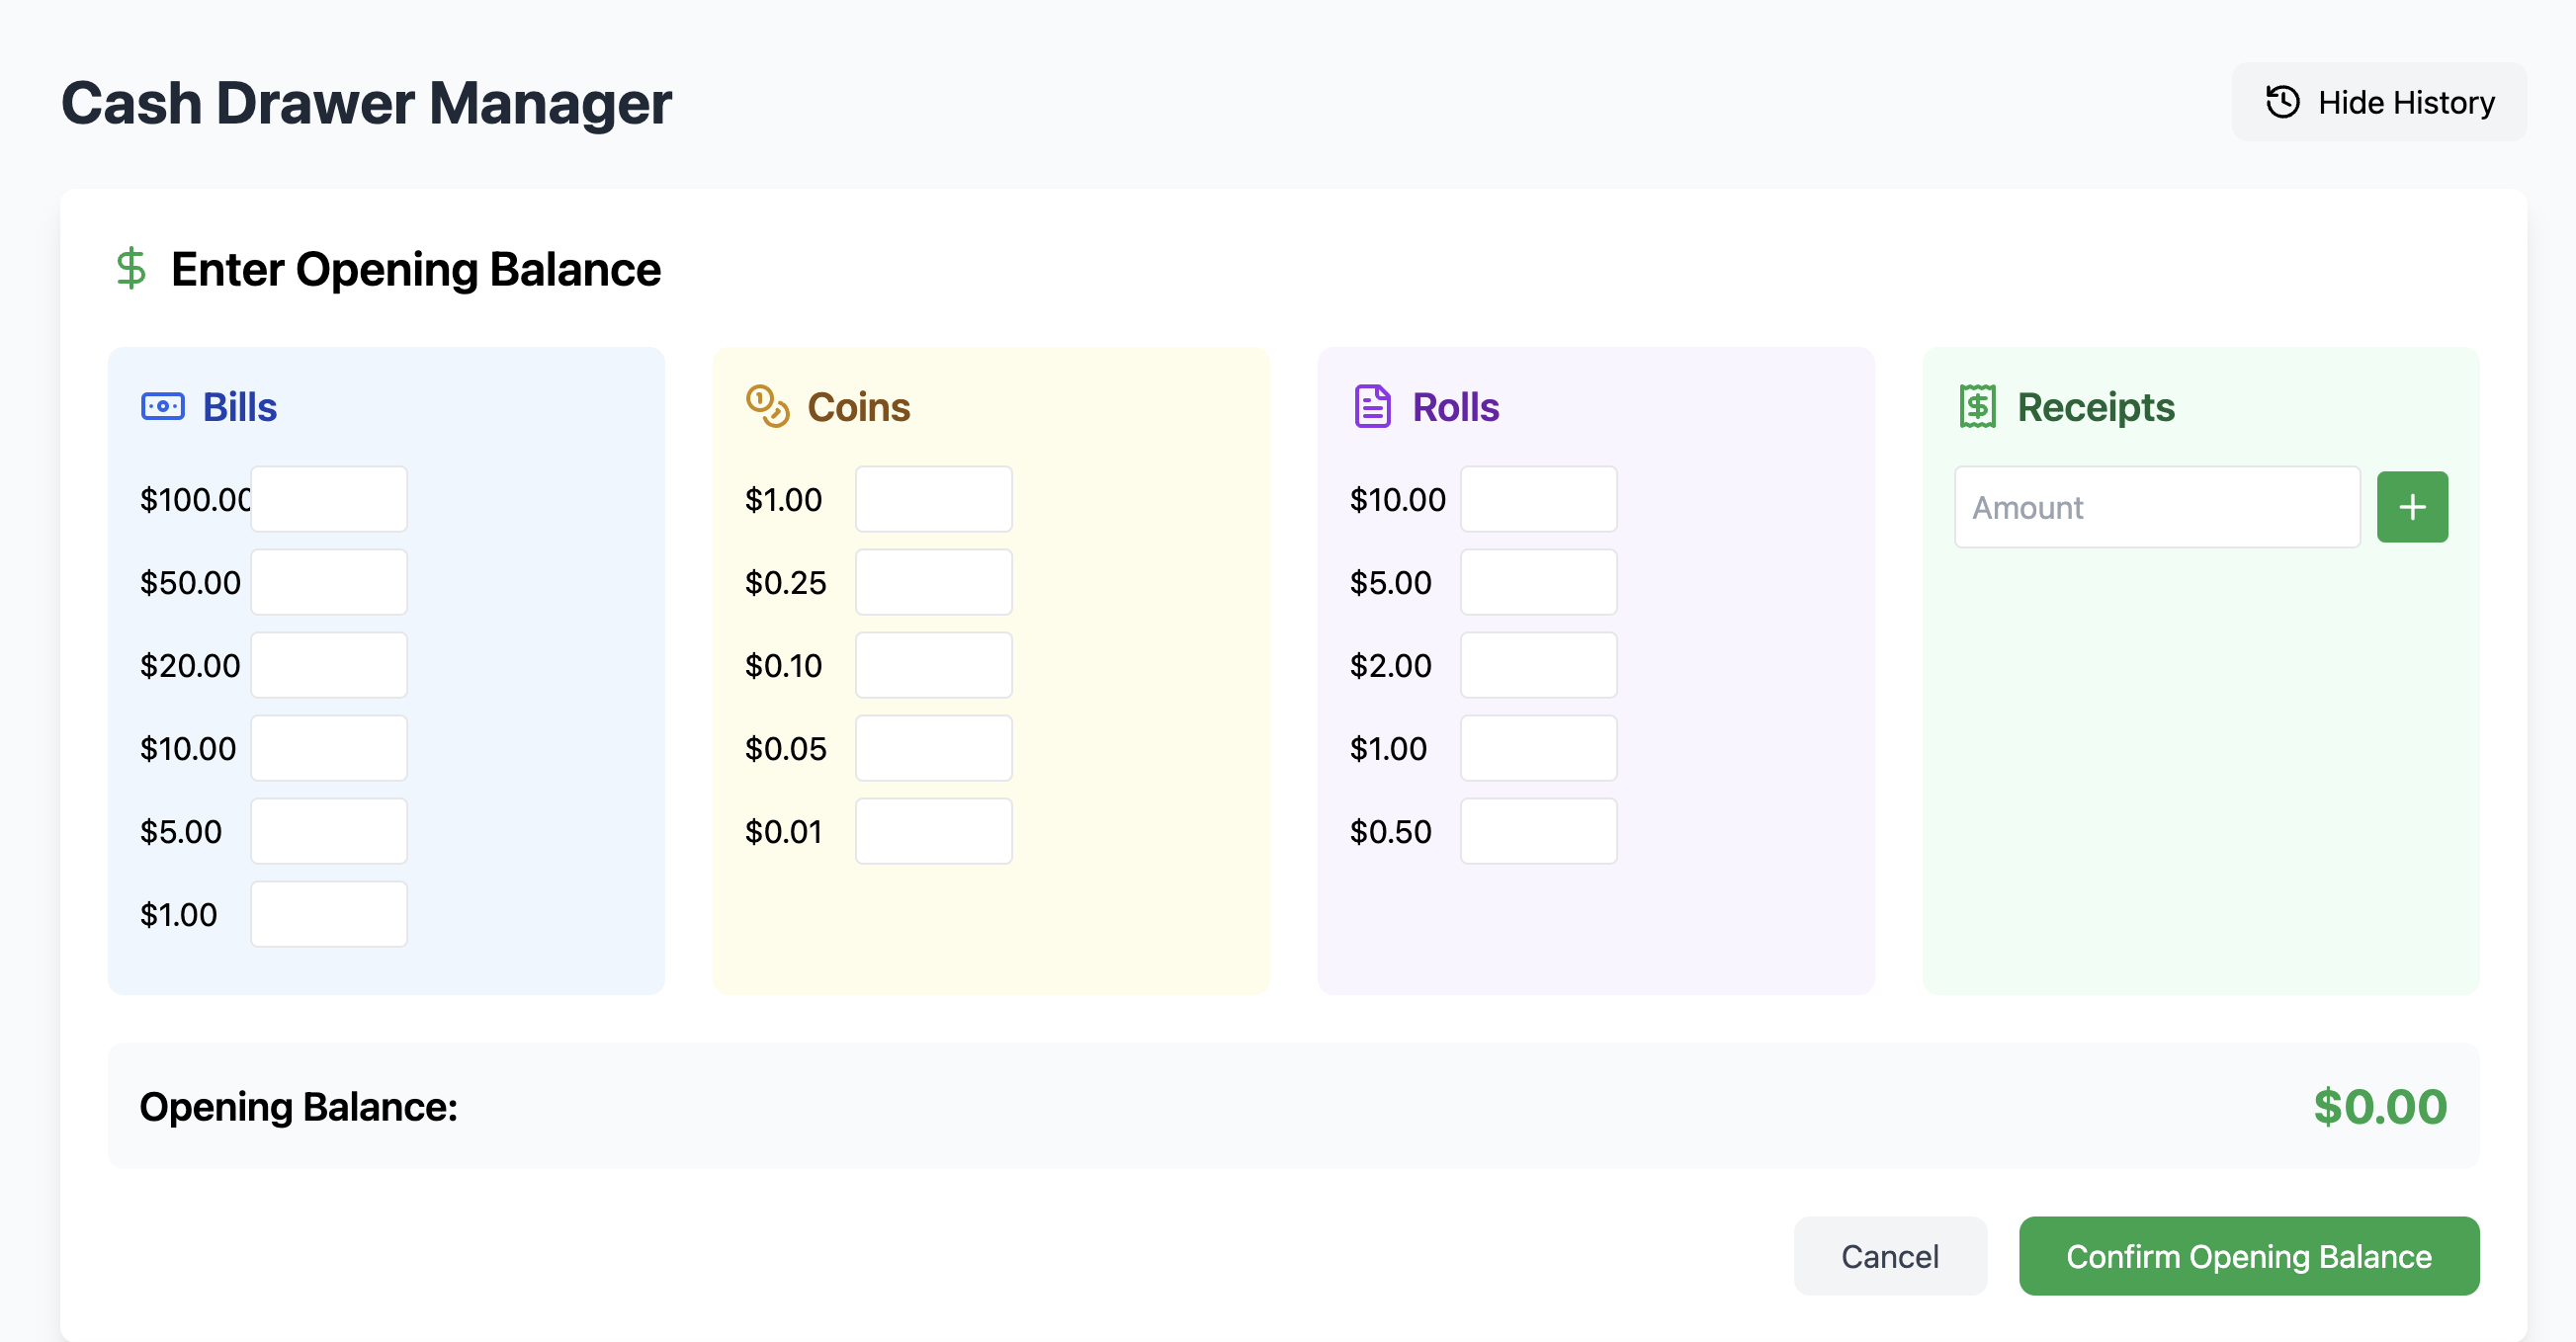 Cash Drawer Manager
Hide History
Enter Opening Balance
Bills
$100.00
$50.00
$20.00
$10.00
$5.00
$1.00
Coins
$1.00
$0.25
$0.10
$0.05
$0.01
Rolls
$10.00
$5.00
$2.00
$1.00
$0.50
Receipts
Amount
Opening Balance:
$0.00
Cancel
Confirm Opening Balance